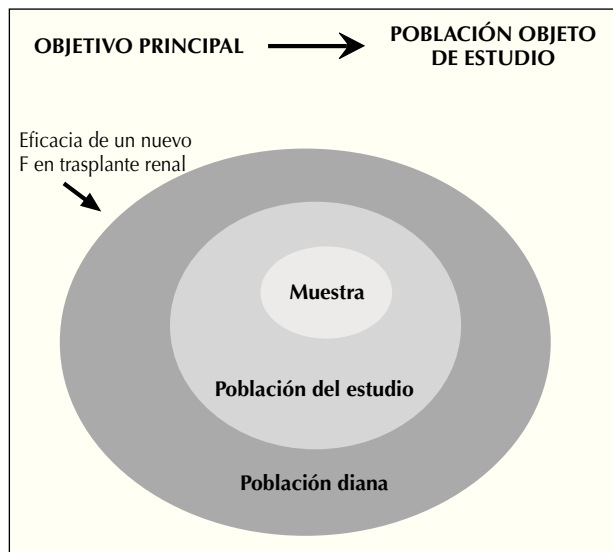 OBJETIVO PRINCIPAL
POBLACIÓN OBJETO
DE ESTUDIO
Eficacia de un nuevo
F en trasplante renal
Muestra
Población del estudio
Población diana